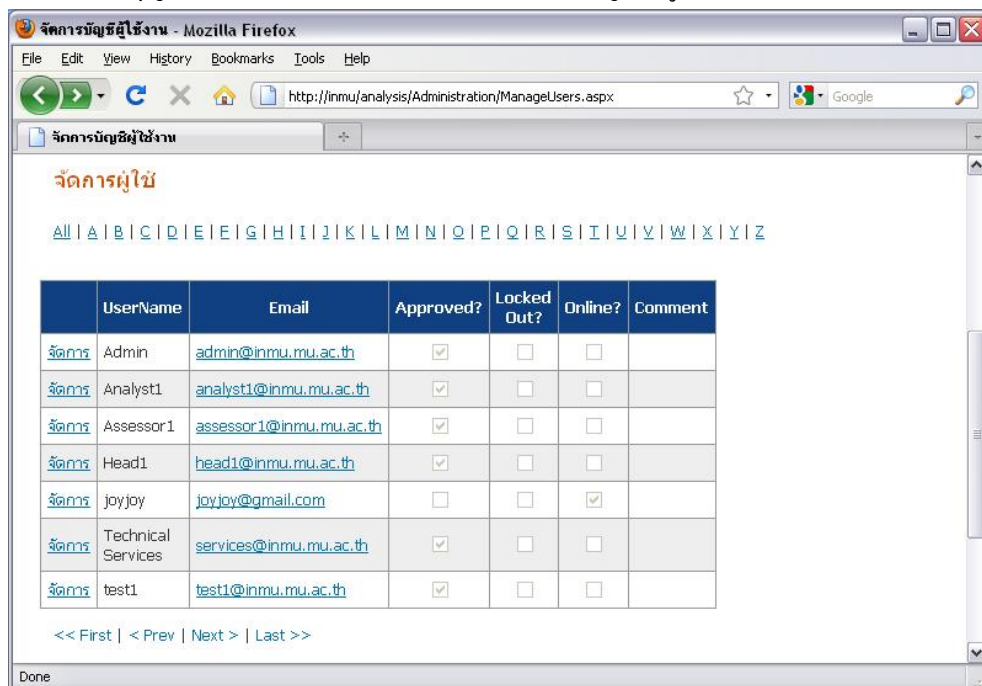 จัดการบัญชีผู้ใช้งาน - Mozilla Firefox
File Edit View History Bookmarks Tools Help
http://inmu/analysis/Administration/ManageUsers.aspx Google
จัดการบัญชีผู้ใช้งาน
จัดการผู้ใช้
All | A | B | C | D | E | F | G | H | I | J | K | L | M | N | O | P | Q | R | S | T | U | V | W | X | Y | Z
UserName Email Approved? Locked Out? Online? Comment
จัดการ Admin admin@inmu.mu.ac.th
จัดการ Analyst1 analyst1@inmu.mu.ac.th
จัดการ Assessor1 assessor1@inmu.mu.ac.th
จัดการ Head1 head1@inmu.mu.ac.th
จัดการ joyjoy joyjoy@gmail.com
จัดการ Technical Services services@inmu.mu.ac.th
จัดการ test1 test1@inmu.mu.ac.th
<< First | < Prev | Next > | Last >>
Done